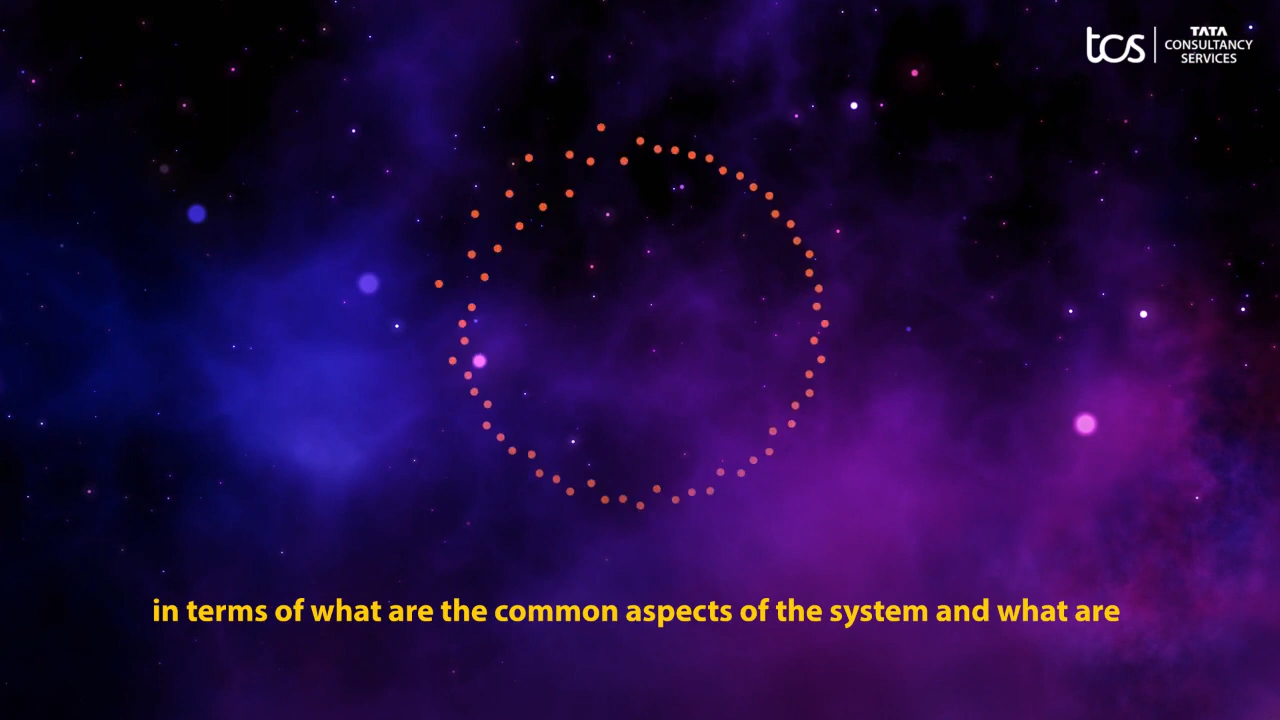 tcs
TATA
CONSULTANCY
SERVICES
in terms of what are the common aspects of the system and what are